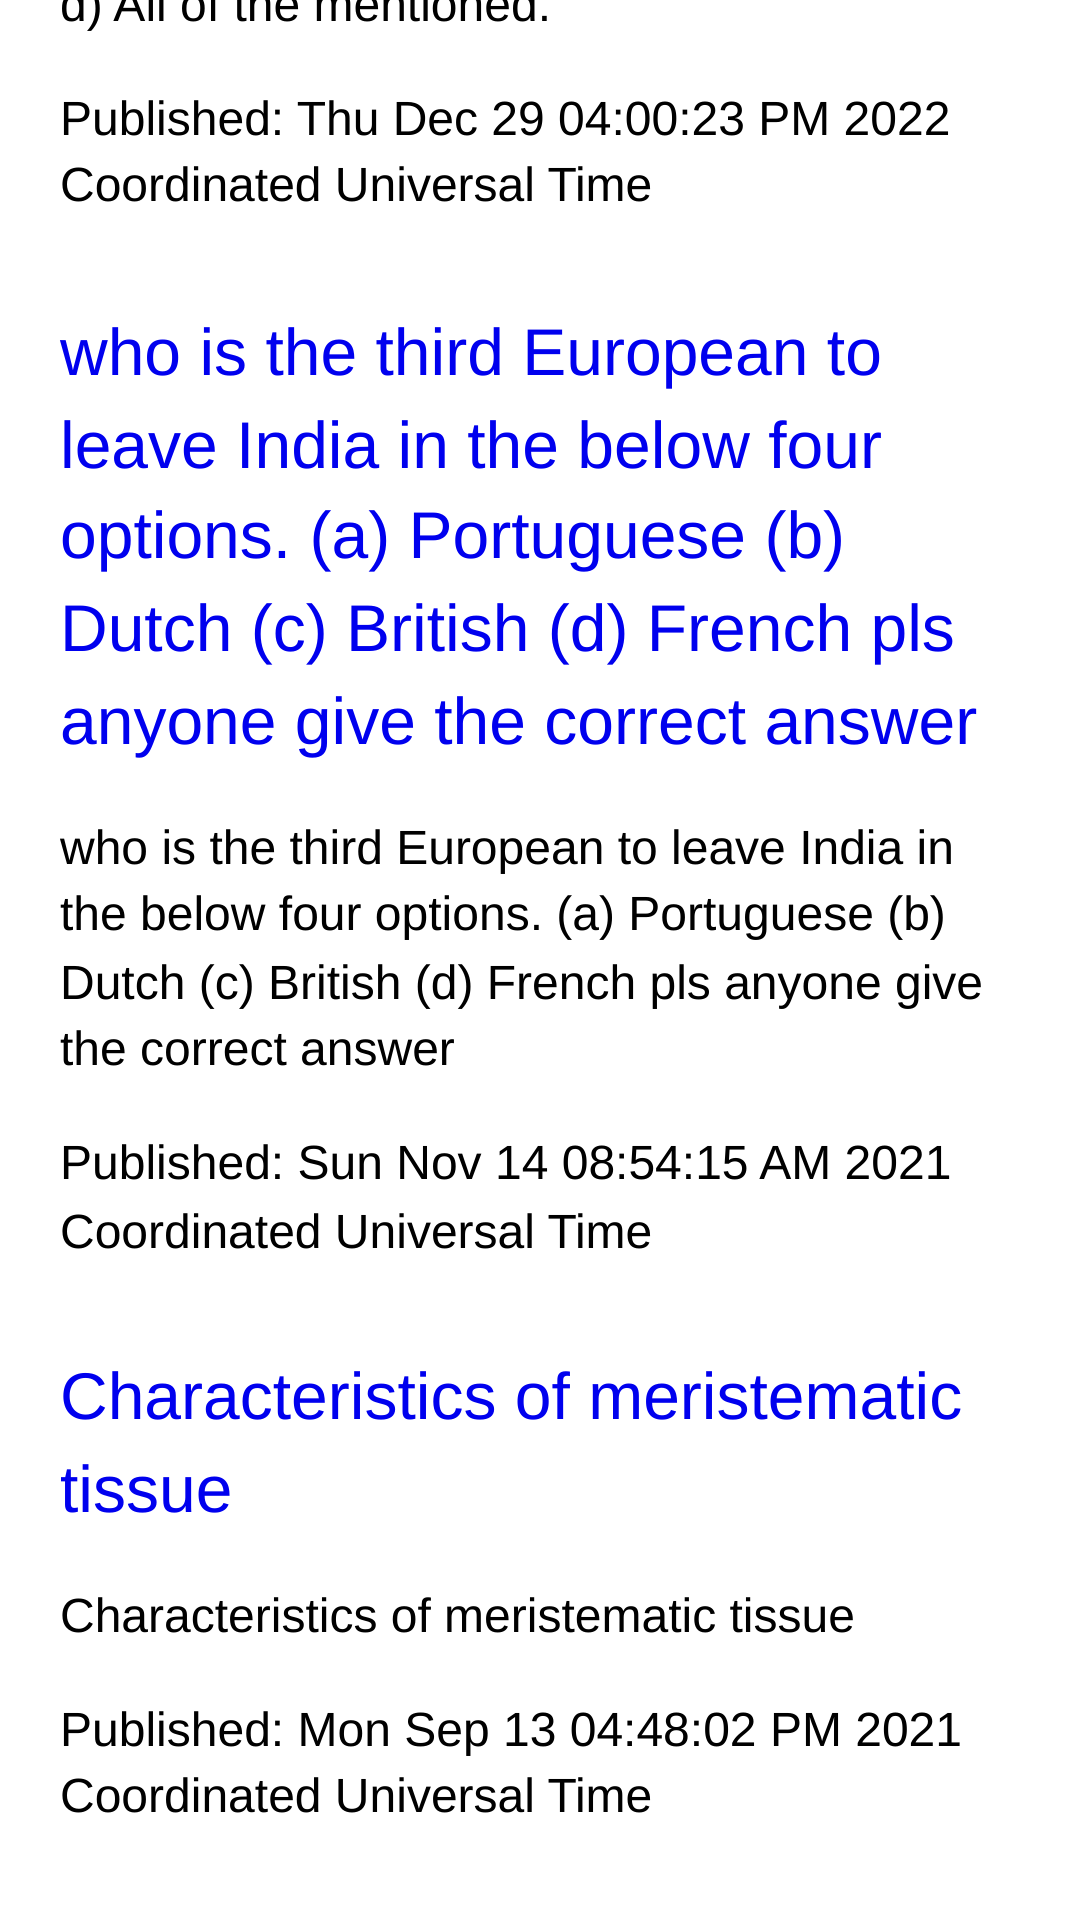 d) All of the mentioned.
Published: Thu Dec 29 04:00:23 PM 2022
Coordinated Universal Time
who is the third European to
leave India in the below four
options. (a) Portuguese (b)
Dutch (c) British (d) French pls
anyone give the correct answer
who is the third European to leave India in
the below four options. (a) Portuguese (b)
Dutch (c) British (d) French pls anyone give
the correct answer
Published: Sun Nov 14 08:54:15 AM 2021
Coordinated Universal Time
Characteristics of meristematic
tissue
Characteristics of meristematic tissue
Published: Mon Sep 13 04:48:02 PM 2021
Coordinated Universal Time